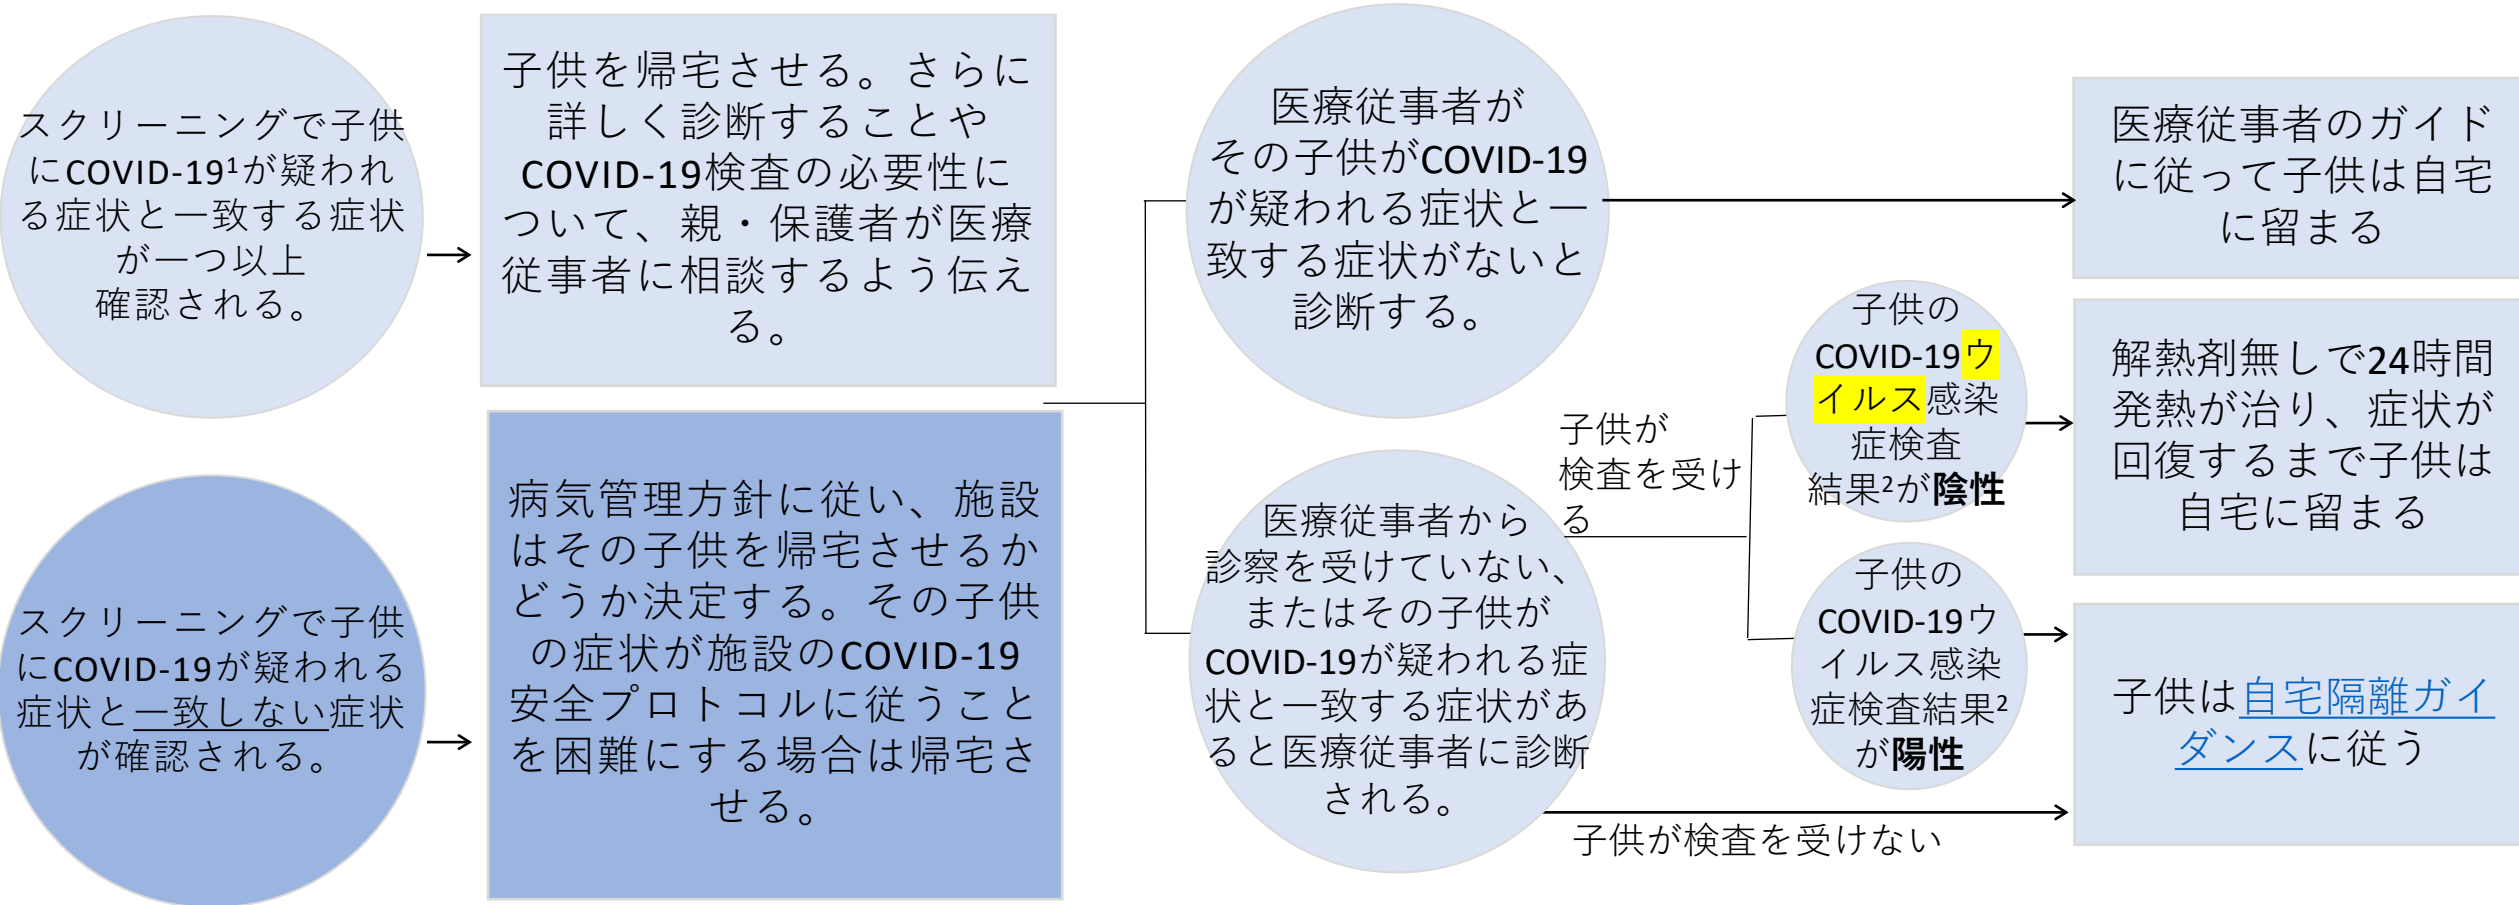 スクリーニングで子供
にCOVID-19¹が疑われ
る症状と一致する症状
が一つ以上
確認される。
子供を帰宅させる。さらに
詳しく診断することや
COVID-19検査の必要性に
ついて、親・保護者が医療
従事者に相談するよう伝え
る。
スクリーニングで子供
にCOVID-19が疑われる
症状と一致しない症状
が確認される。
病気管理方針に従い、施設
はその子供を帰宅させるか
どうか決定する。その子供
の症状が施設のCOVID-19
安全プロトコルに従うこと
を困難にする場合は帰宅さ
せる。
医療従事者が
その子供がCOVID-19
が疑われる症状と一
致する症状がないと
診断する。
医療従事者のガイド
に従って子供は自宅
に留まる
医療従事者から
診察を受けていない、
またはその子供が
COVID-19が疑われる症
状と一致する症状があ
ると医療従事者に診断
される。
子供が
検査を受け
る
子供の
COVID-19ウ
イルス感染
症検査
結果²が陰性
解熱剤無しで24時間
発熱が治り、症状が
回復するまで子供は
自宅に留まる
子供の
COVID-19ウ
イルス感染
症検査結果²
が陽性
子供は自宅隔離ガイ
ダンスに従う
子供が検査を受けない